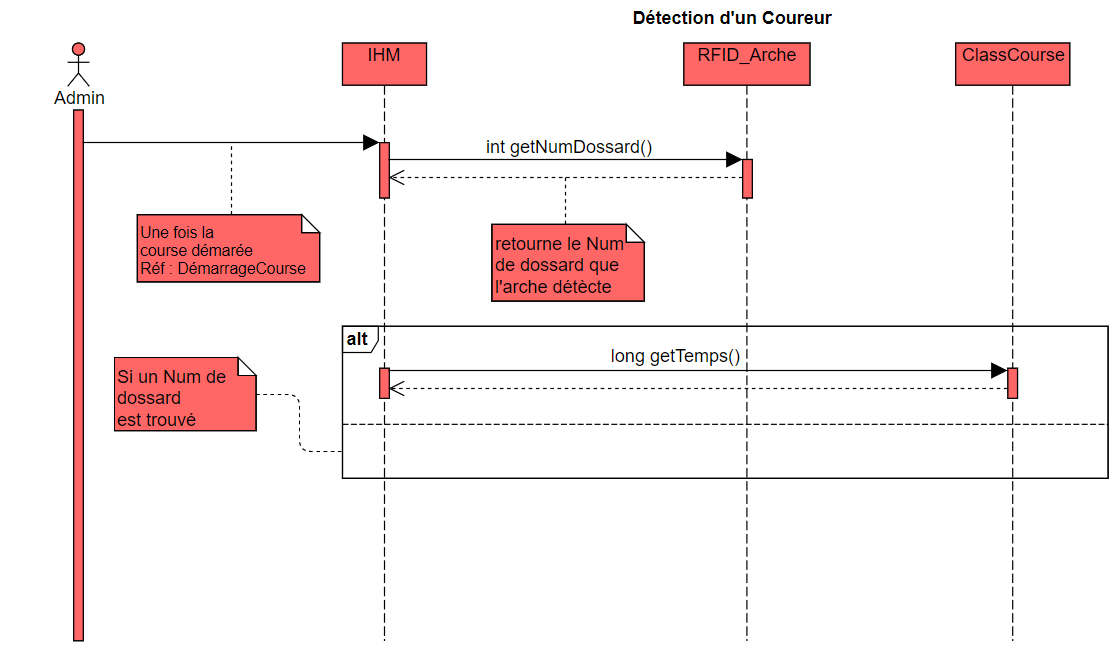 Détection d'un Coureur
IHM
RFID_Arche
ClassCourse
Admin
int getNumDossard()
Une fois la
course démarée
Réf : DémarrageCourse
retourne le Num
de dossard que
l'arche détècte
alt
long getTemps()
Si un Num de
dossard
est trouvé